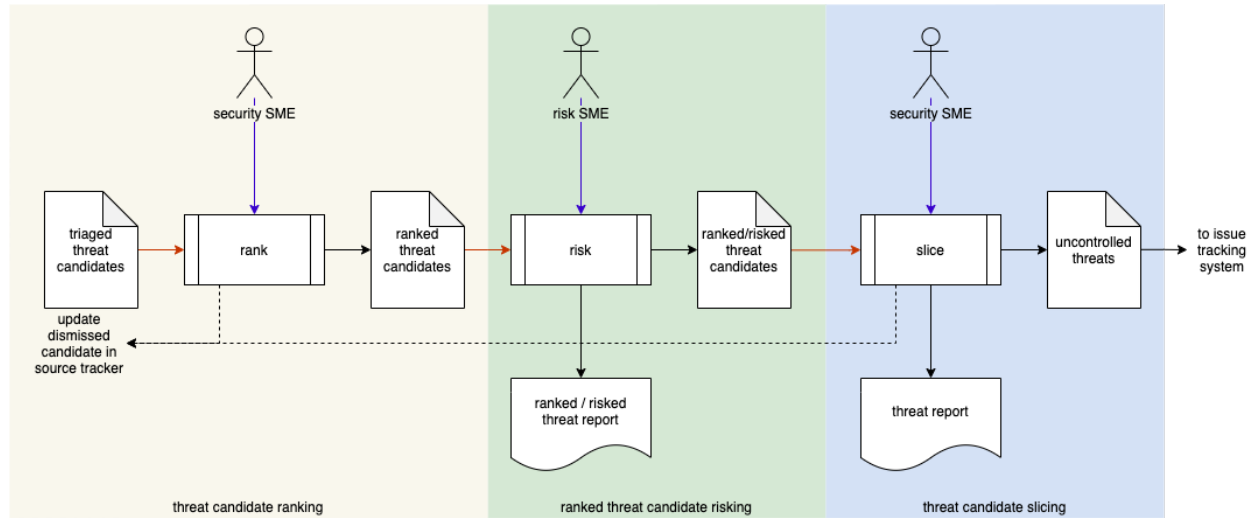 security SME
risk SME
security SME
triaged
threat
candidates
rank
ranked
threat
candidates
risk
ranked/risked
threat
candidates
slice
uncontrolled
threats
to issue
tracking
system
update
dismissed
candidate in
source tracker
ranked / risked
threat report
threat report
threat candidate ranking
ranked threat candidate risking
threat candidate slicing